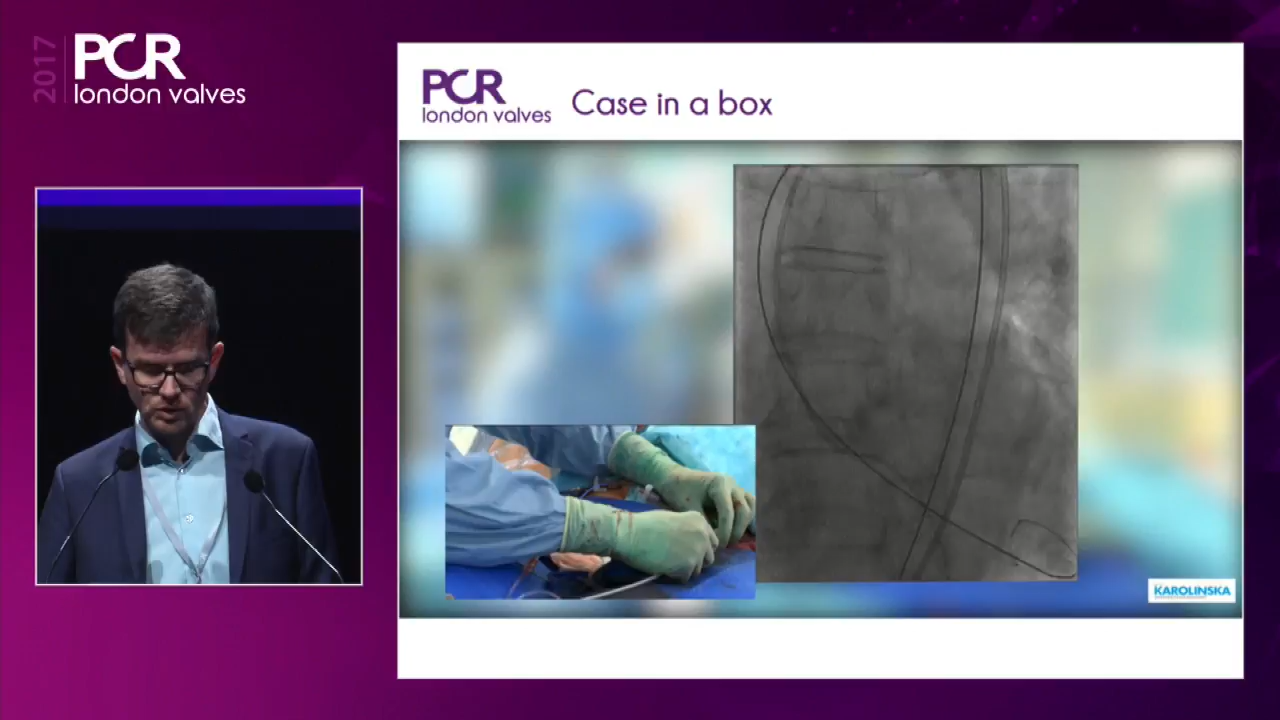 2017
PCR
london valves
PCR
london valves
Case in a box
KAROLINSKA